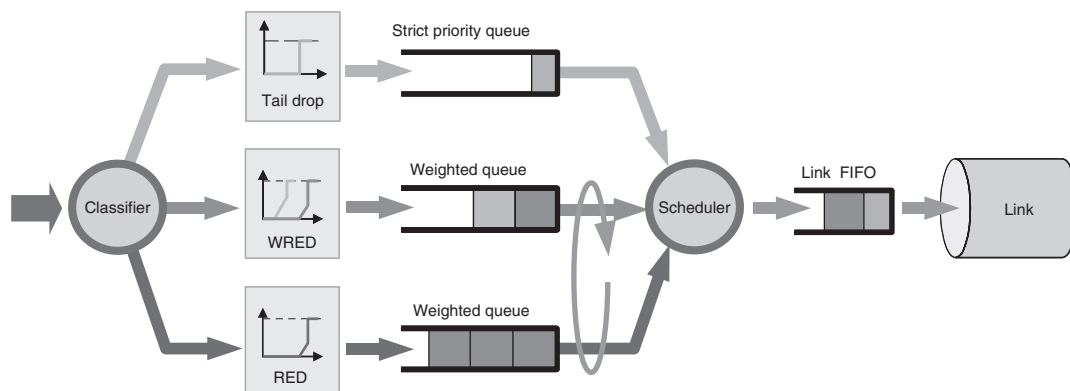 Strict priority queue
Tail drop
Classifier
Weighted queue
WRED
Scheduler
Link FIFO
Link
Weighted queue
RED